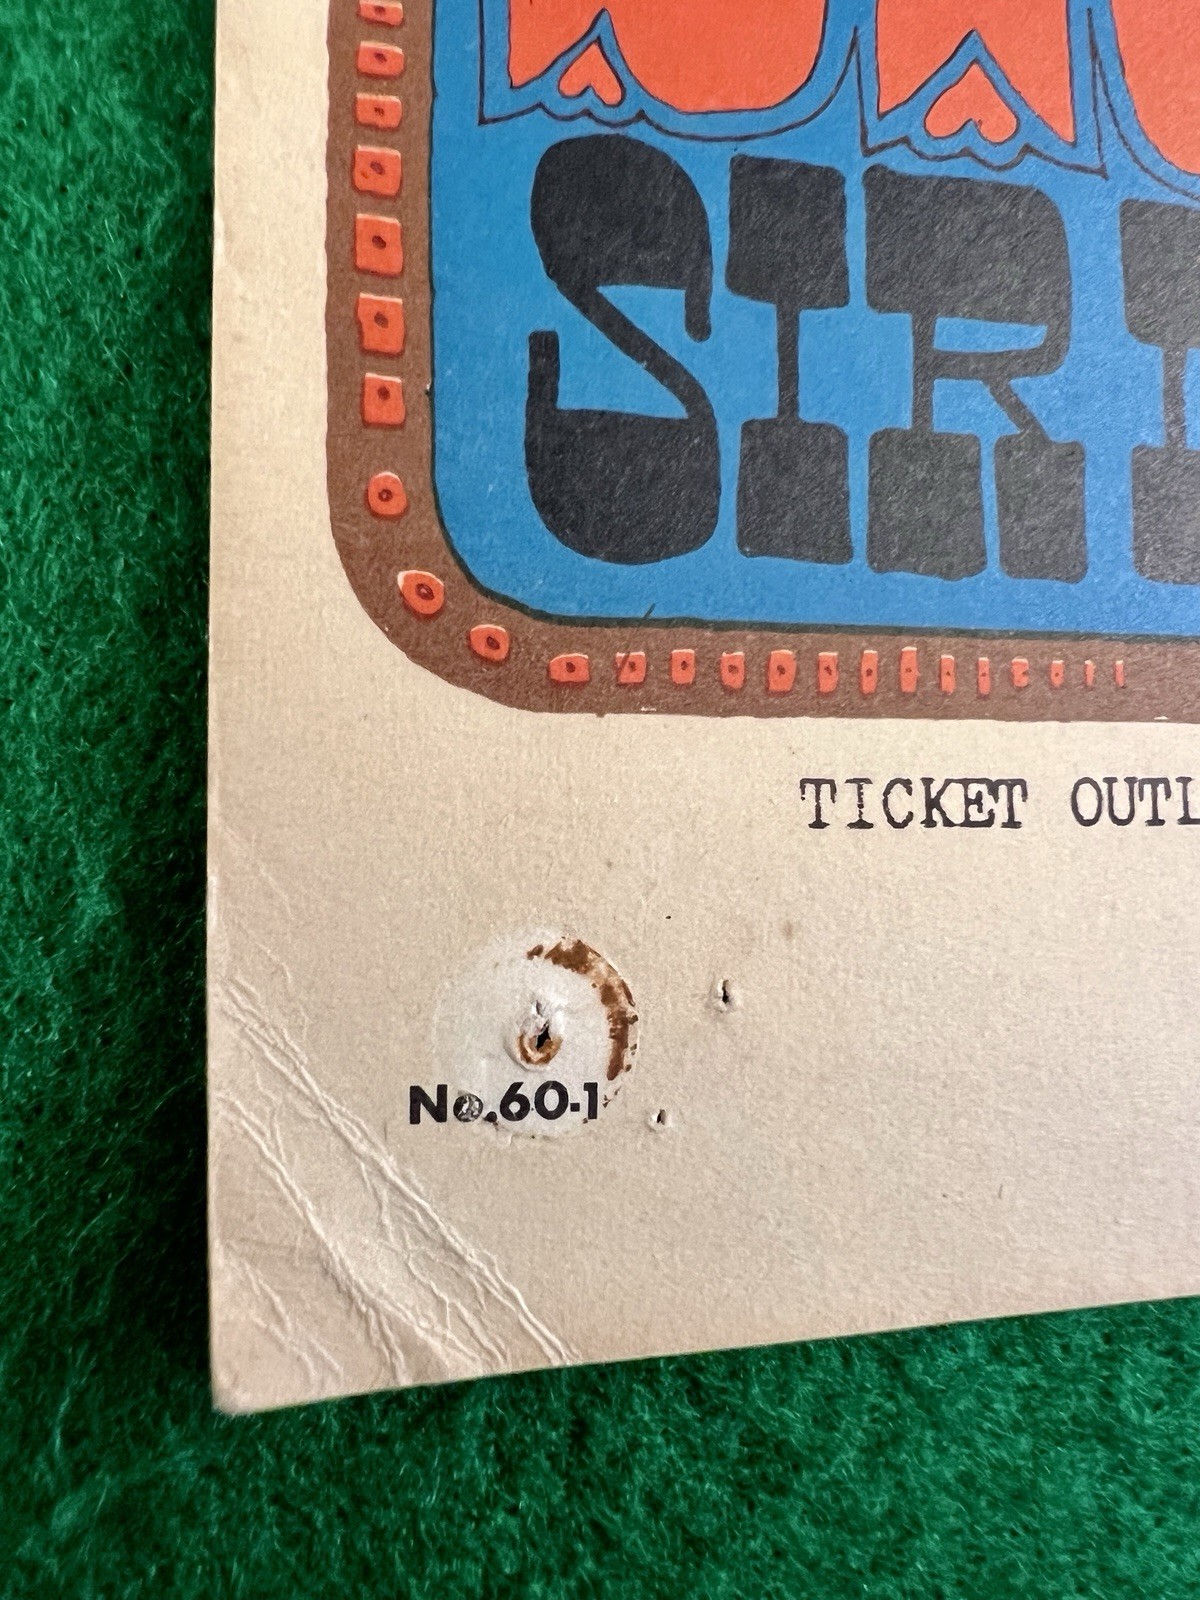 SIR
TICKET OUTL
No.60-1